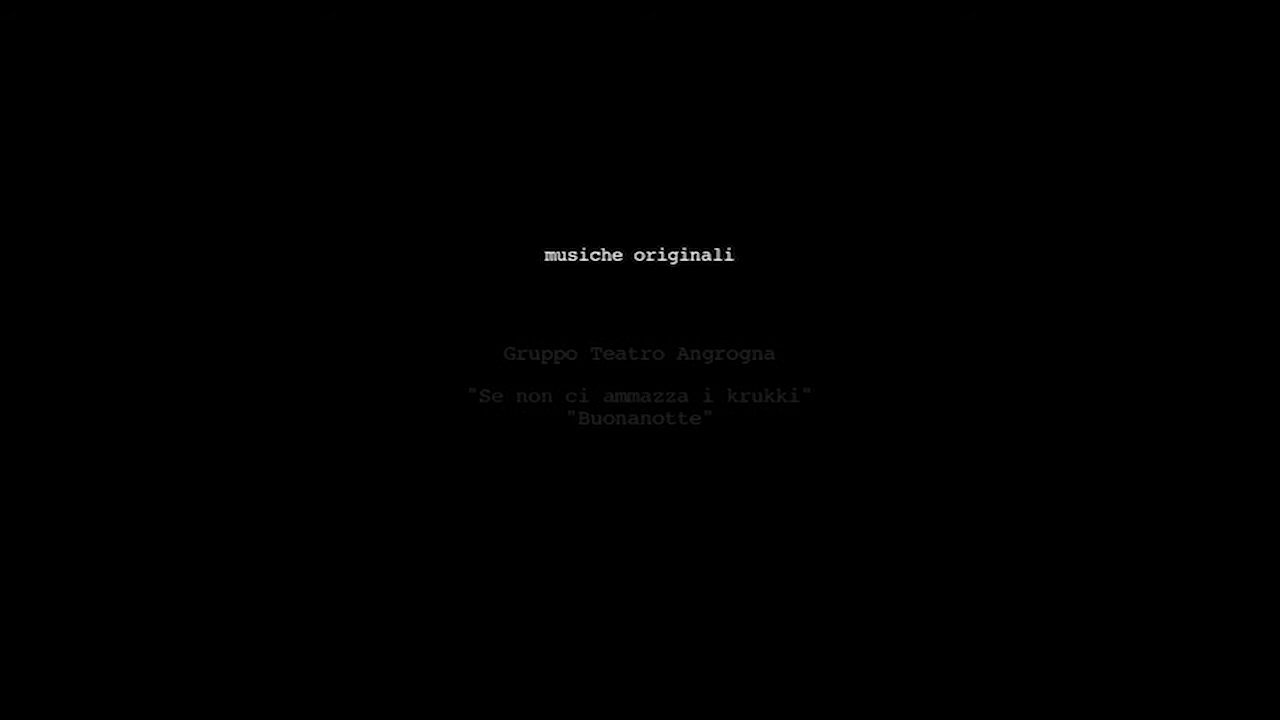 musiche originali
Gruppo Teatro Angrogna
"Se non ci ammazza i krukki"
"Buonanotte"